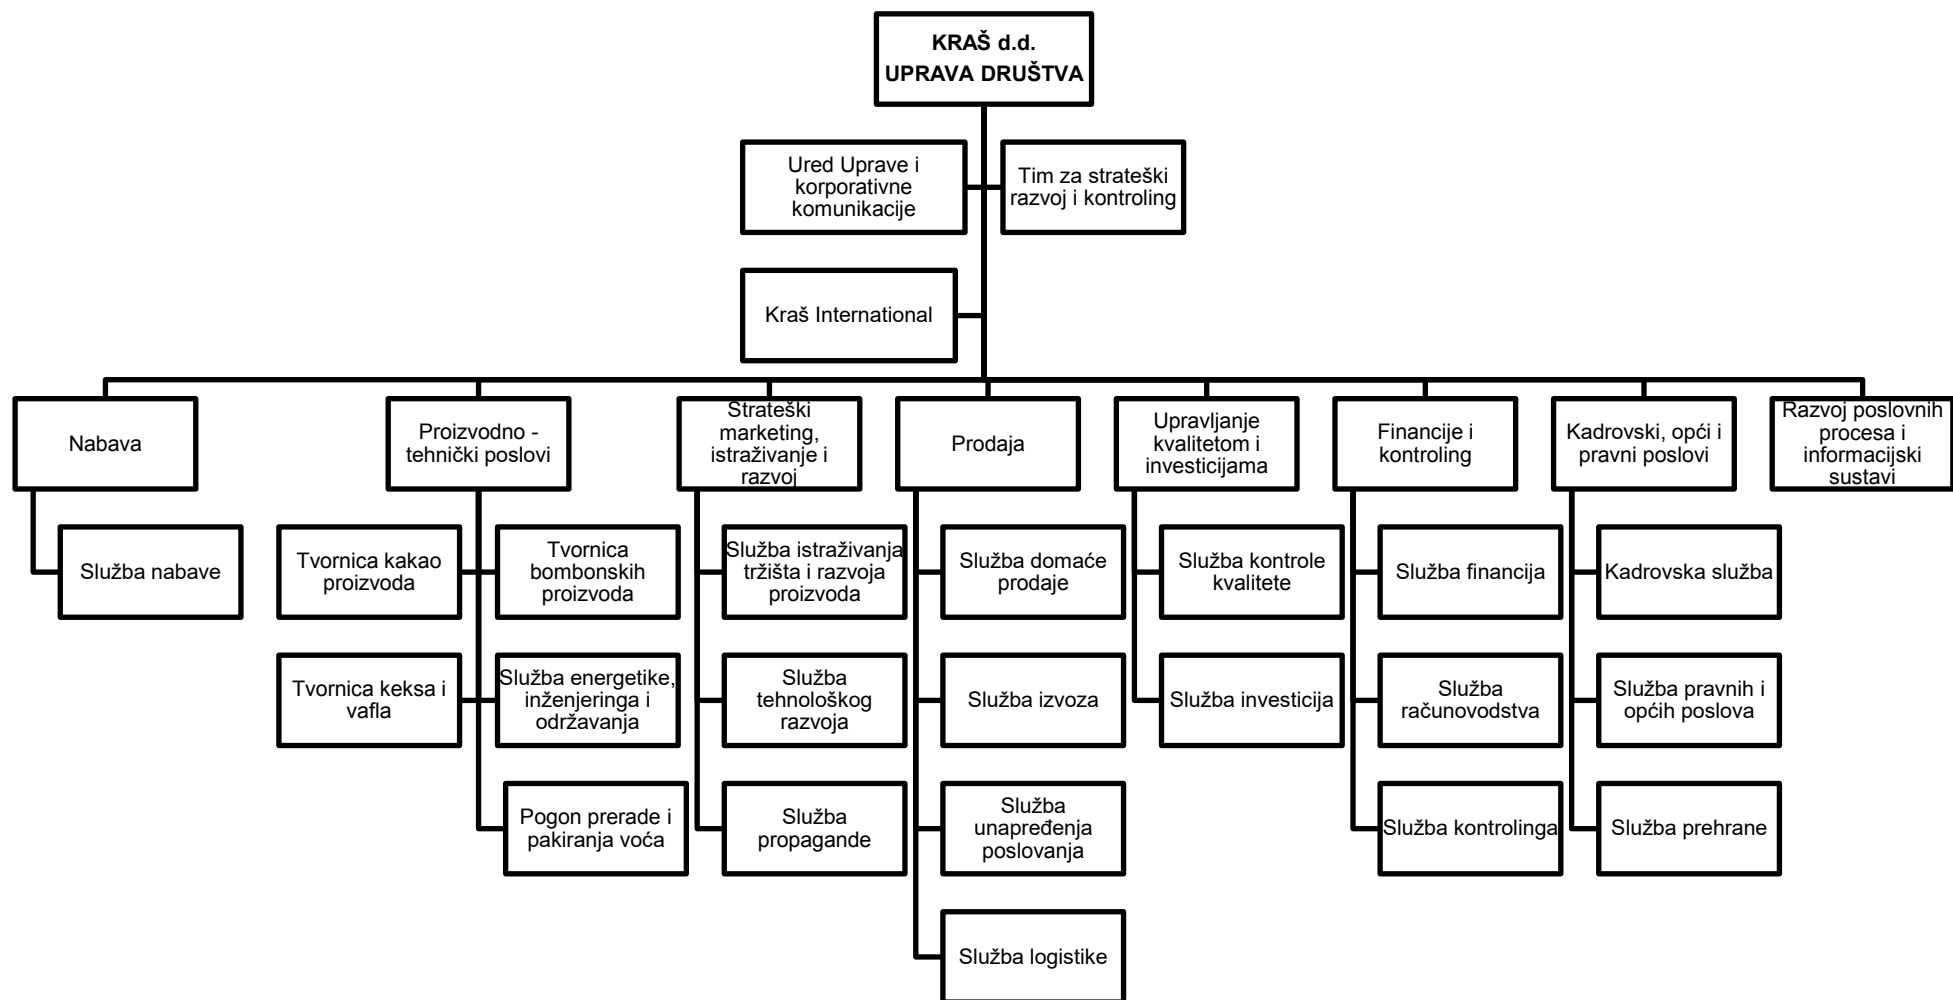 KRAŠ d.d.
UPRAVA DRUŠTVA
Ured Uprave i
korporativne
komunikacije
Tim za strateški
razvoj i kontroling
Kraš International
Nabava
Proizvodno -
tehnički poslovi
Strateški
marketing,
istraživanje i
razvoj
Prodaja
Upravljanje
kvalitetom i
investicijama
Financije i
kontroling
Kadrovski, opći i
pravni poslovi
Razvoj poslovnih
procesa i
informacijski
sustavi
Služba nabave
Tvornica kakao
proizvoda
Tvornica
bombonskih
proizvoda
Služba istraživanja
tržišta i razvoja
proizvoda
Služba domaće
prodaje
Služba kontrole
kvalitete
Služba financija
Kadrovska služba
Tvornica keksa i
vafla
Služba energetike,
inženjeringa i
održavanja
Služba
tehnološkog
razvoja
Služba izvoza
Služba investicija
Služba
računovodstva
Služba pravnih i
općih poslova
Pogon prerade i
pakiranja voća
Služba
propagande
Služba
unapređenja
poslovanja
Služba kontrolinga
Služba prehrane
Služba logistike